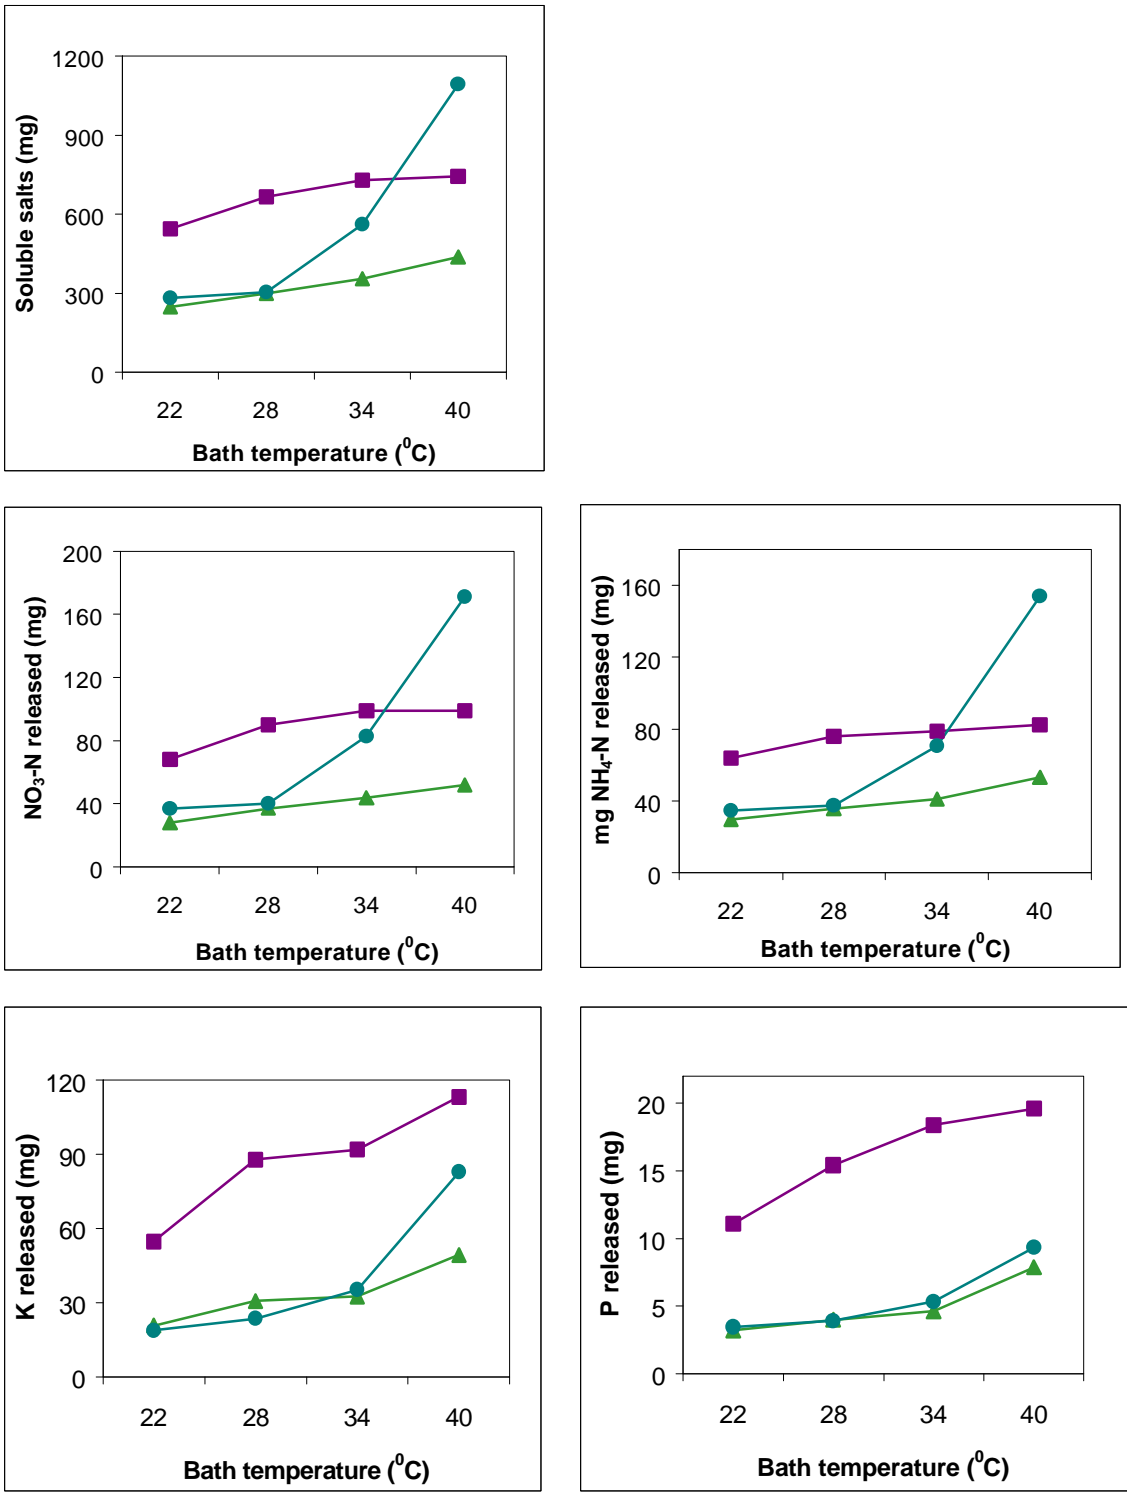 Soluble salts (mg)
1200
900
600
300
0
22 28 34 40
Bath temperature (⁰C)
NO₃-N released (mg)
200
160
120
80
40
0
22 28 34 40
Bath temperature (⁰C)
mg NH₄-N released (mg)
160
120
80
40
0
22 28 34 40
Bath temperature (⁰C)
K released (mg)
120
90
60
30
0
22 28 34 40
Bath temperature (⁰C)
P released (mg)
20
15
10
5
0
22 28 34 40
Bath temperature (⁰C)